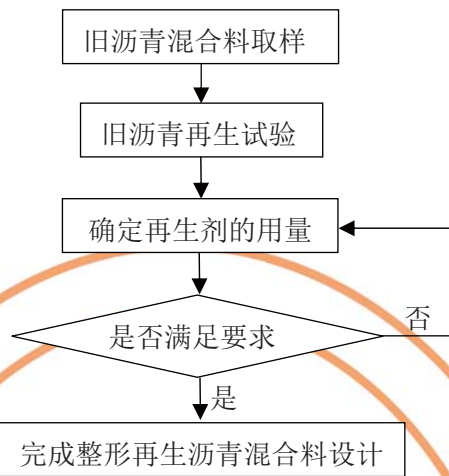 旧沥青混合料取样
旧沥青再生试验
确定再生剂的用量
是否满足要求
否
是
完成整形再生沥青混合料设计